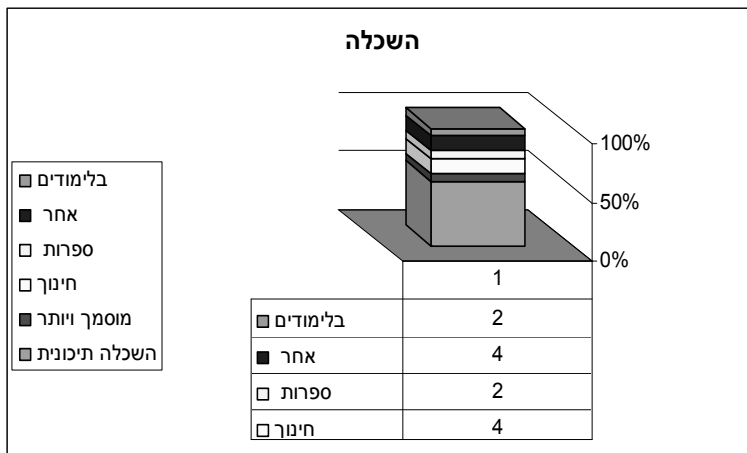 השכלה
100%
50%
0%
בלימודים
אחר
ספרות
חינוך
מוסמך ויותר
השכלה תיכונית
1
בלימודים 2
אחר 4
ספרות 2
חינוך 4